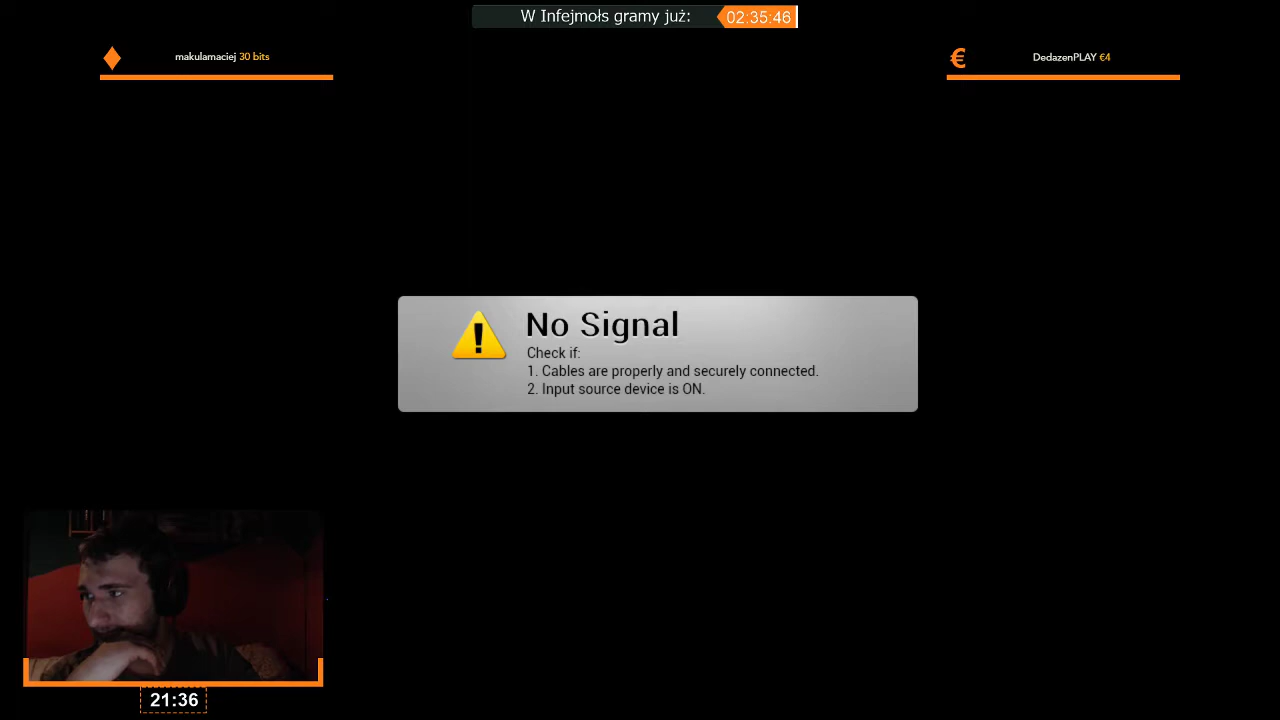 W Infejmołs gramy już:
02:35:46
makulamaciej 30 bits
€ DedazenPLAY €4
No Signal
Check if:
1. Cables are properly and securely connected.
2. Input source device is ON.
21:36